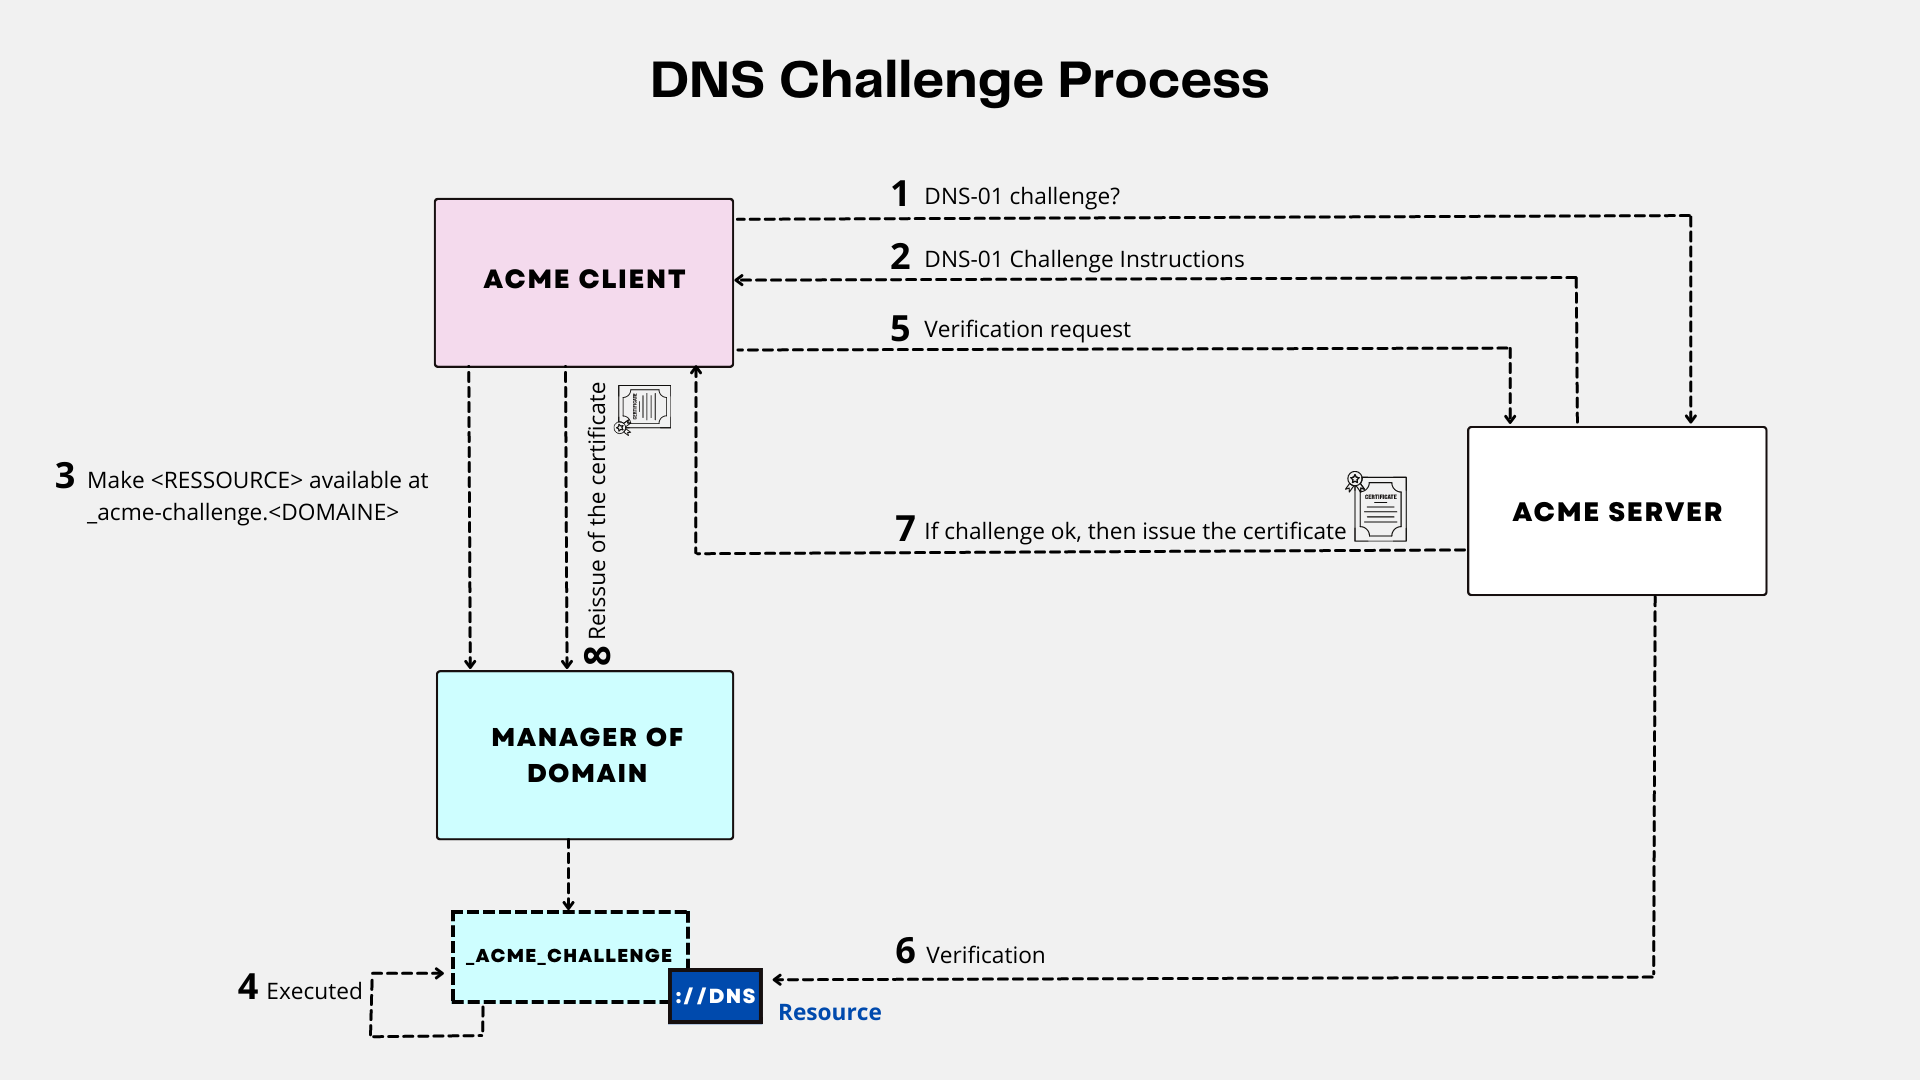 DNS Challenge Process
1 DNS-01 challenge?
ACME CLIENT
2 DNS-01 Challenge Instructions
5 Verification request
3 Make <RESSOURCE> available at
_acme-challenge.<DOMAINE>
8 Reissue of the certificate
CERTIFICATE
7 If challenge ok, then issue the certificate
CERTIFICATE
ACME SERVER
MANAGER OF
DOMAIN
_ACME_CHALLENGE
4 Executed
://DNS
Resource
6 Verification